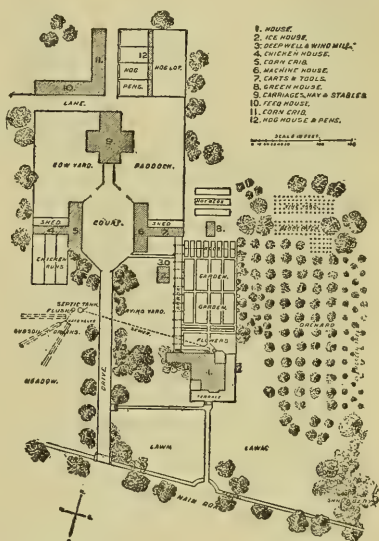 1. HOUSE.
2. ICE HOUSE.
3. DEEP WELL & WIND MILL.
4. CHICKEN HOUSE.
5. CORN CRIB.
6. MACHINE HOUSE.
7. CARTS & TOOLS.
8. GREEN HOUSE.
9. CARRIAGES, HAY & STABLES
10. FEED HOUSE.
11. CORN CRIB.
12. HOG HOUSE & PENS.
SCALE IN FEET.
11.
12
HOG LOT.
HOG
PENS.
10.
LANE.
9
COW YARD.
PADDOCK.
SHED
4.
5
COURT.
6
SHED
7.
HOT BEDS
8.
CHICKEN
RUNS
3
2
GARDEN.
GARDEN.
ORCHARD
SEPTIC TANK
FLUSH
DRYING YARD.
SEWER
FLOWERS
MEADOW.
DRIVE
1.
TERRACE
LAWN
LAWN
MAIN ROAD